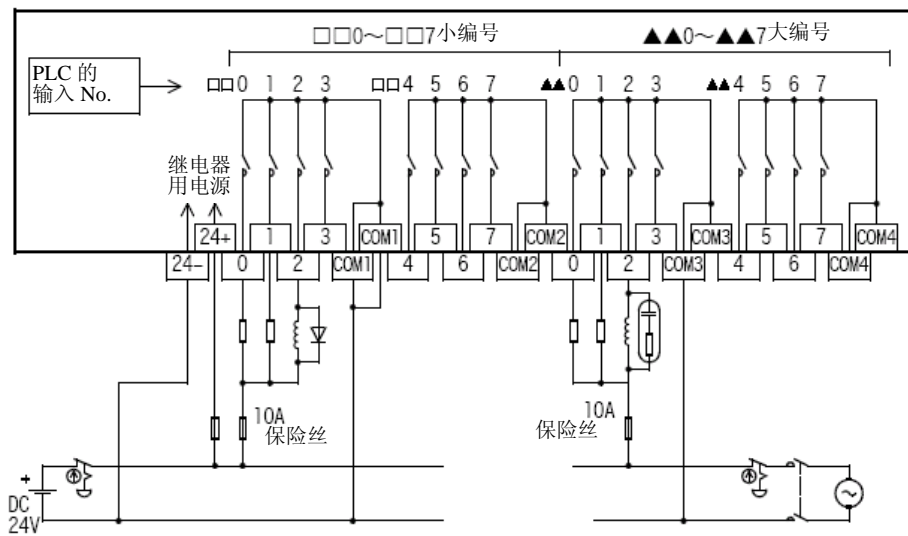 □□0～□□7小编号 ▲▲0～▲▲7大编号
PLC 的
输入 No.
□□0 1 2 3 □□4 5 6 7 ▲▲0 1 2 3 ▲▲4 5 6 7
继电器
用电源
24+ 1 3 COM1 5 7 COM2 1 3 COM3 5 7 COM4
24- 0 2 COM1 4 6 COM2 0 2 COM3 4 6 COM4
10A
保险丝
10A
保险丝
+
DC
24V